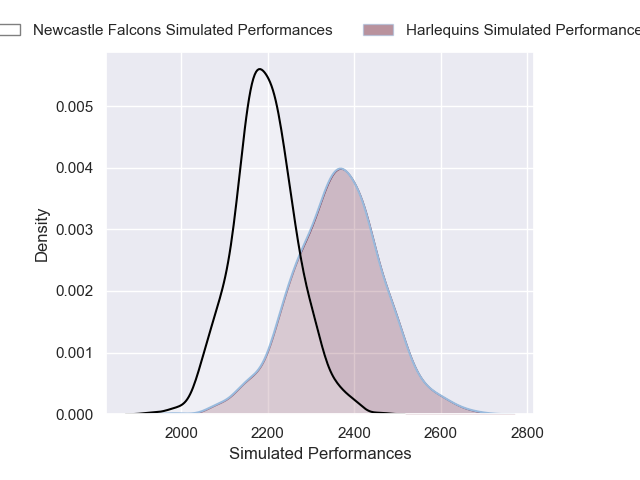 Newcastle Falcons Simulated Performances
Harlequins Simulated Performance
0.005
0.004
0.003
0.002
0.001
0.000
Density
2000 2200 2400 2600 2800
Simulated Performances